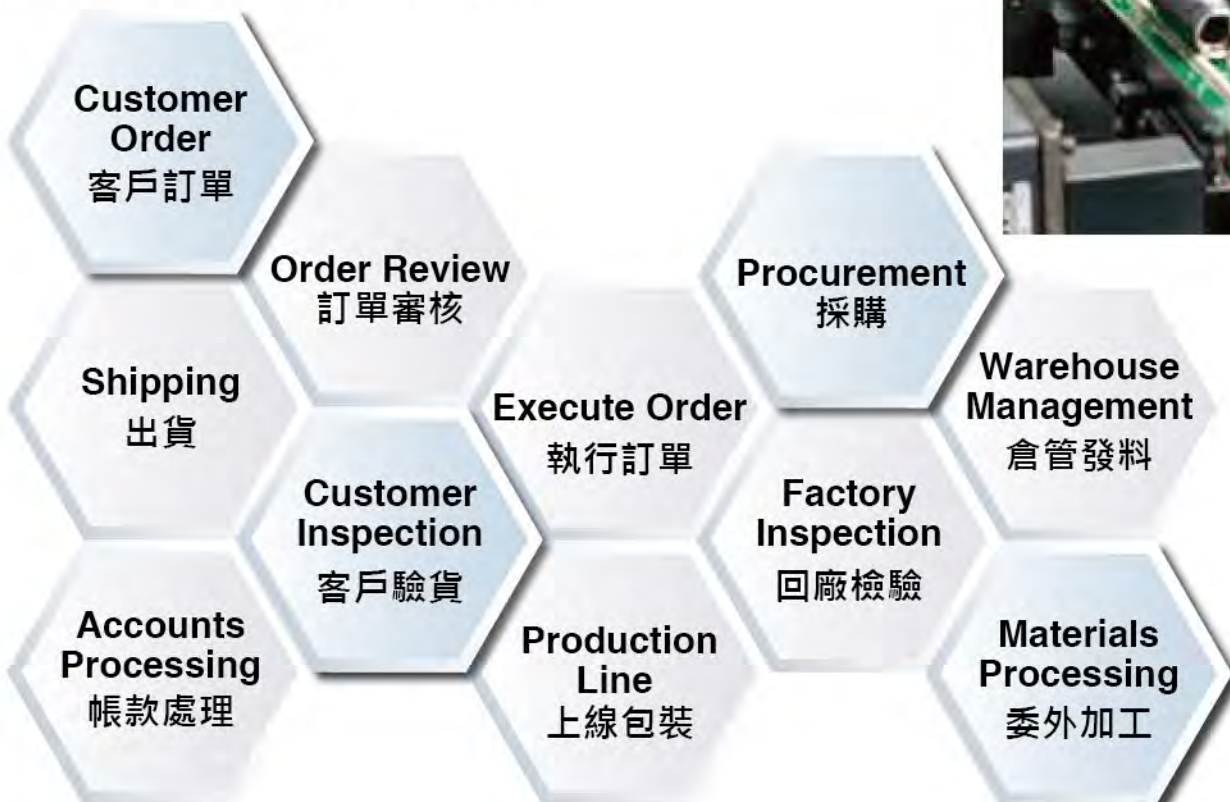 Customer
Order
客戶訂單
Order Review
訂單審核
Procurement
採購
Shipping
出貨
Execute Order
執行訂單
Warehouse
Management
倉管發料
Customer
Inspection
客戶驗貨
Factory
Inspection
回廠檢驗
Accounts
Processing
帳款處理
Production
Line
上線包裝
Materials
Processing
委外加工